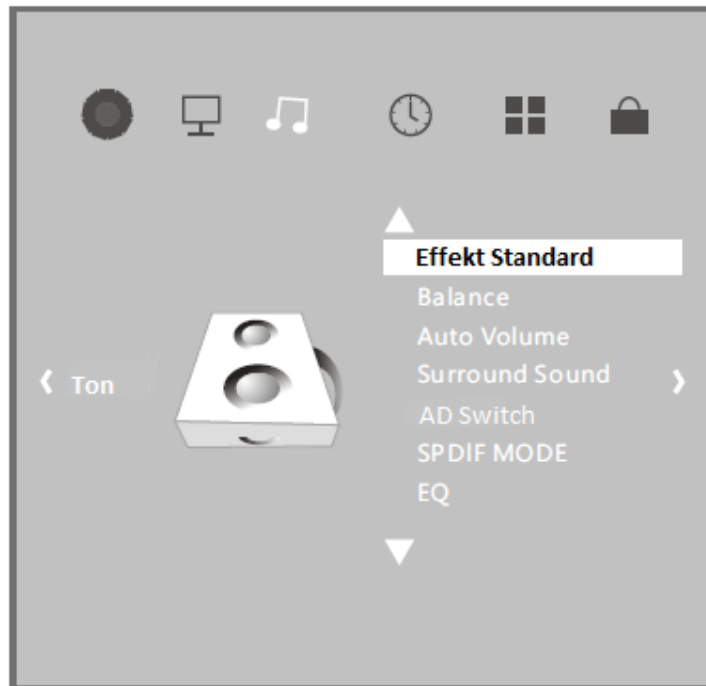 Effekt Standard
Balance
Auto Volume
Surround Sound
Ton
AD Switch
SPDIF MODE
EQ